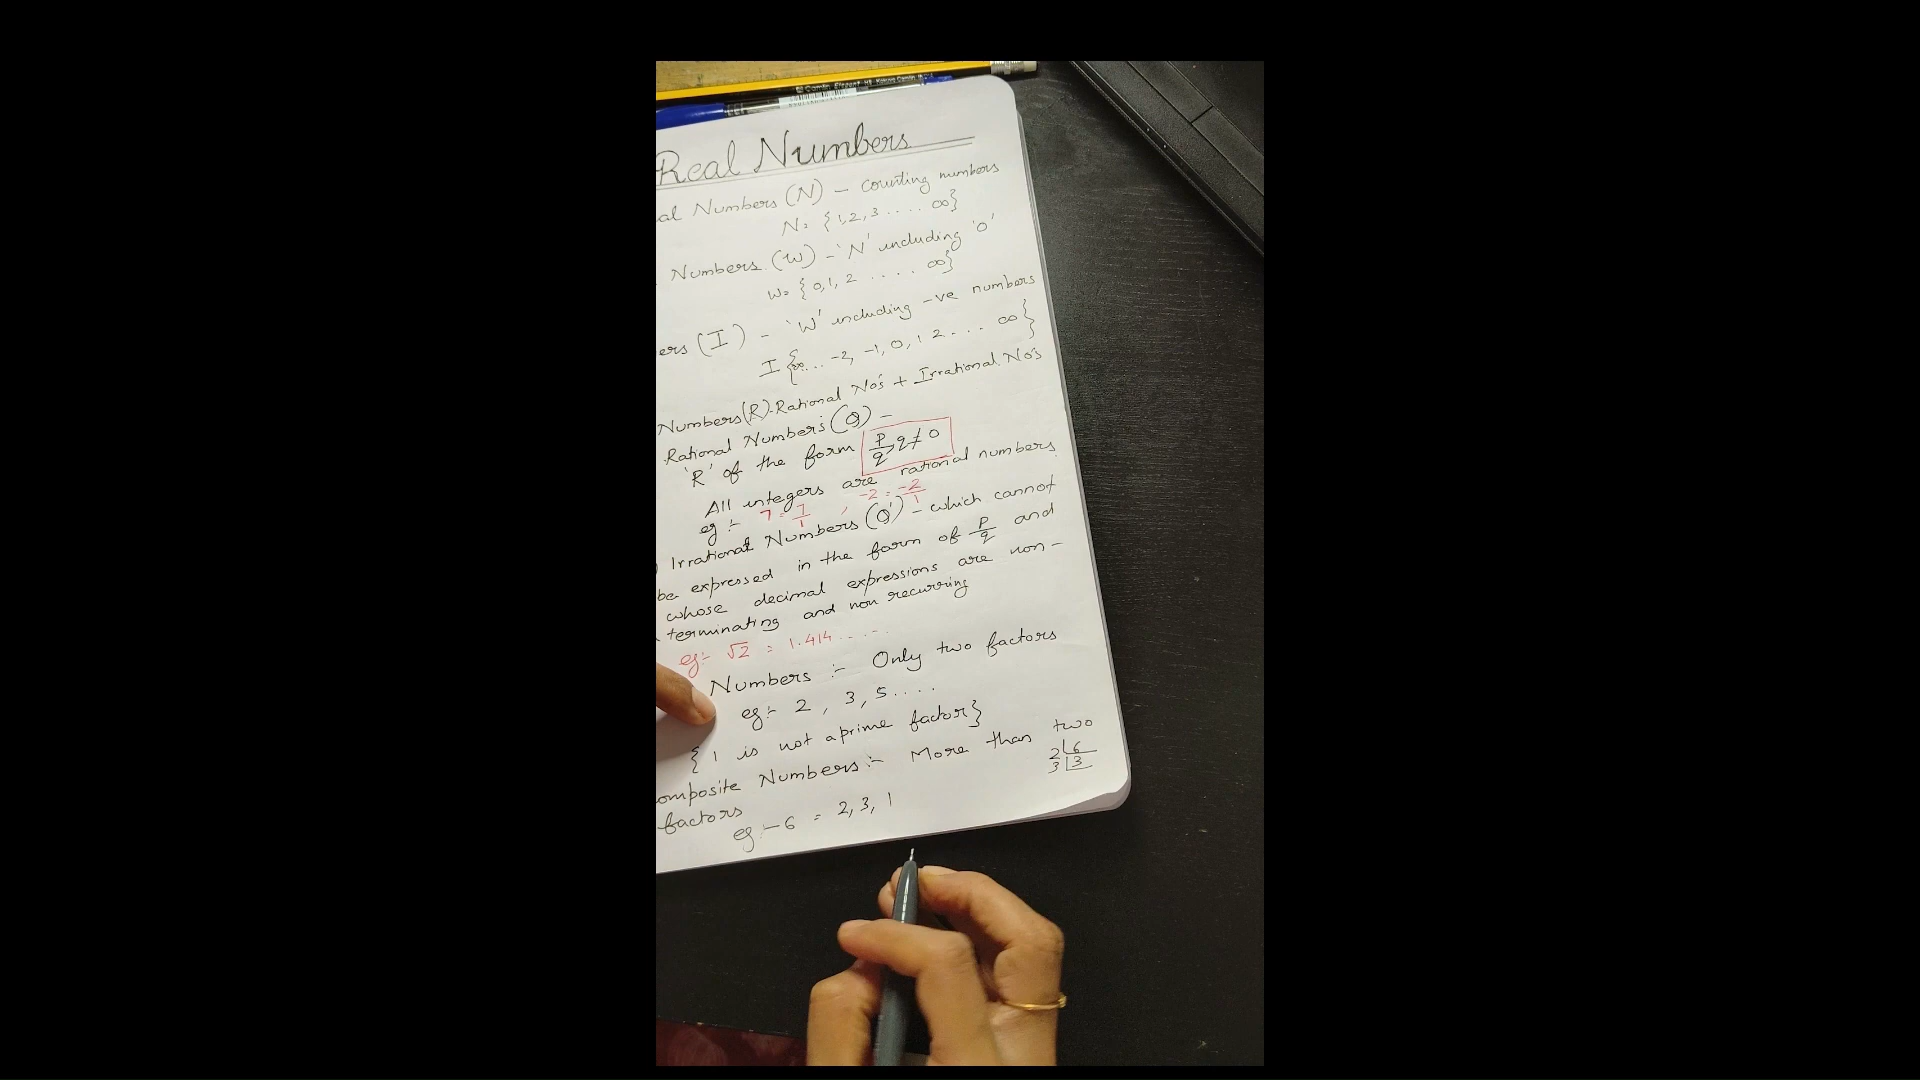 Camlin Elegant HB Kokuyo Camlin
Real Numbers
al Numbers (N) - Counting numbers
N = {1, 2, 3 .... ∞}
Numbers (W) - 'N' including '0'
W = {0, 1, 2 ..... ∞}
ers (I) - 'W' including -ve numbers
I {∞... -2, -1, 0, 1 2 ... ∞}
Numbers (R) - Rational No's + Irrational No's
Rational Numbers (Q) -
'R' of the form p/q, q ≠ 0
All integers are rational numbers
eg :- 7 = 7/1 , -2 = -2/1
) Irrational Numbers (Q') - which cannot
be expressed in the form of p/q and
whose decimal expressions are non-
terminating and non recurring
eg:- √2 = 1.414.....
Numbers :- Only two factors
eg:- 2 , 3, 5....
{1 is not a prime factor}
omposite Numbers :- More than two
factors
2 6
3 3
eg :- 6 = 2, 3, 1